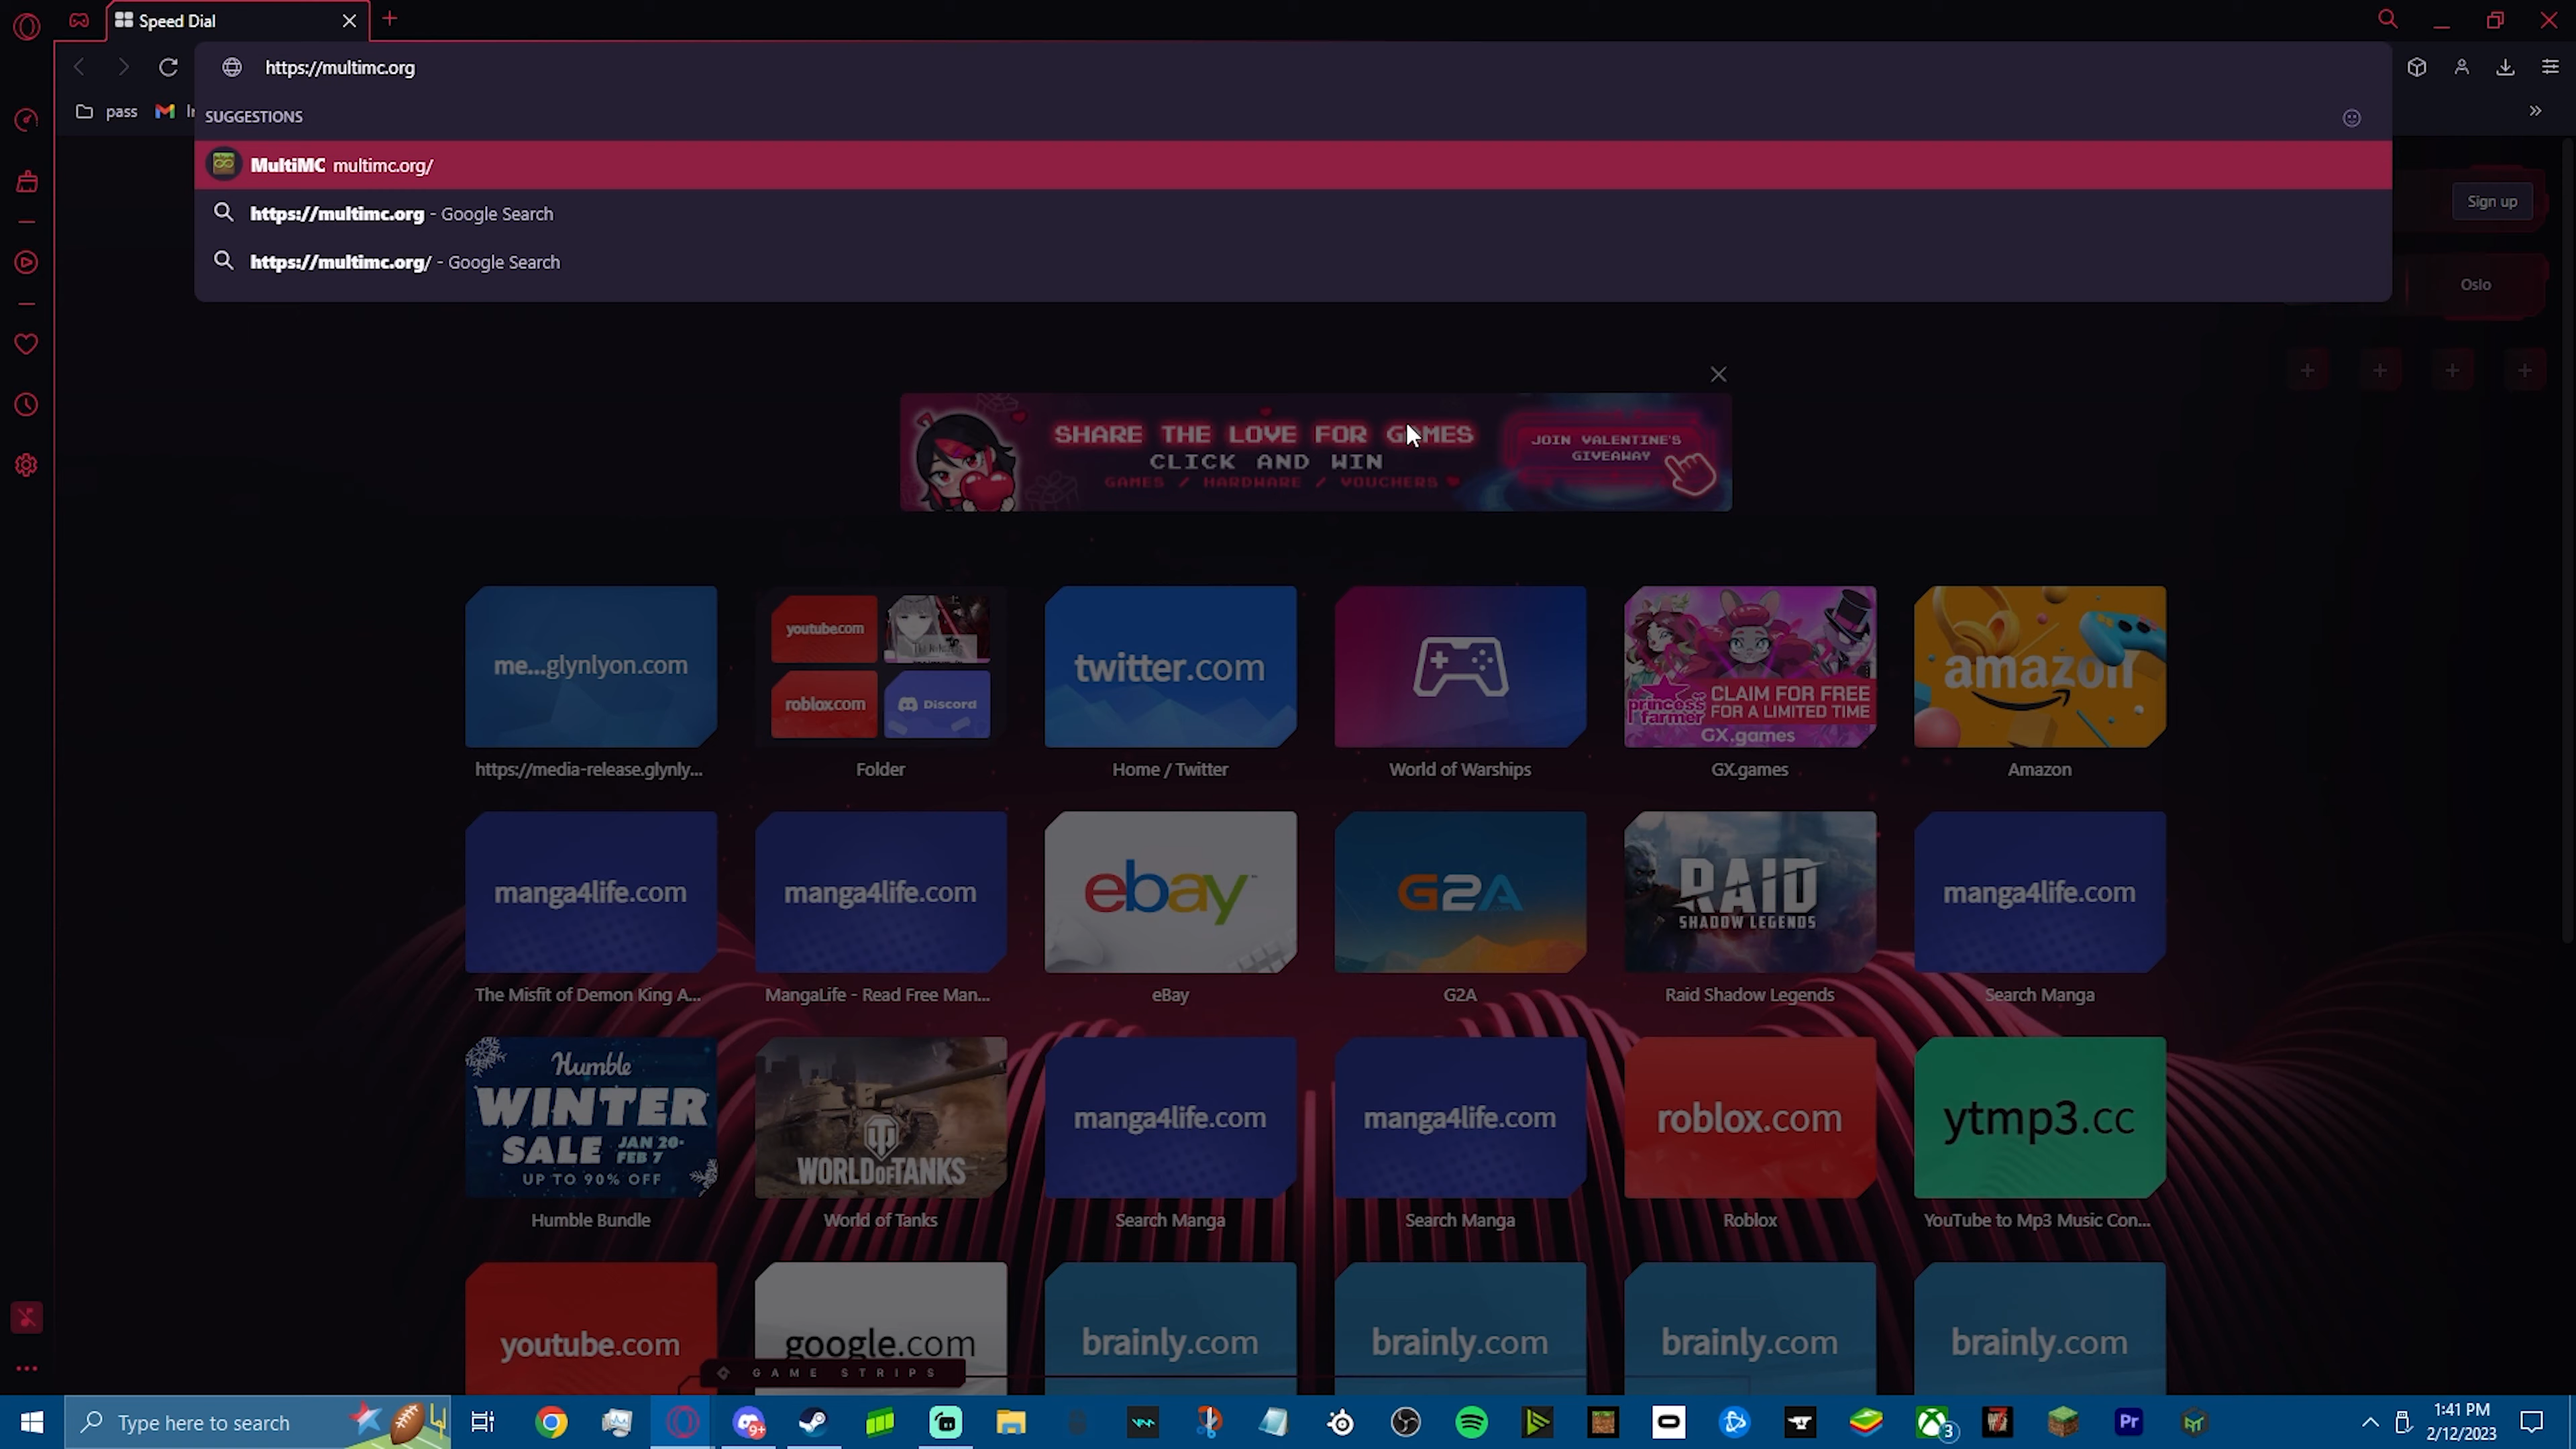 Speed Dial
https://multimc.org
pass
SUGGESTIONS
MultiMC multimc.org/
https://multimc.org - Google Search
https://multimc.org/ - Google Search
Sign up
Oslo
SHARE THE LOVE FOR GAMES
CLICK AND WIN
GAMES / HARDWARE / VOUCHERS
JOIN VALENTINE'S
GIVEAWAY
me...glynlyon.com
youtube.com
roblox.com
Discord
twitter.com
princess farmer
CLAIM FOR FREE
FOR A LIMITED TIME
GX.games
amazon
https://media-release.glynly...
Folder
Home / Twitter
World of Warships
GX.games
Amazon
manga4life.com
manga4life.com
ebay
G2A
RAID
SHADOW LEGENDS
manga4life.com
The Misfit of Demon King A...
MangaLife - Read Free Man...
eBay
G2A
Raid Shadow Legends
Search Manga
Humble
WINTER
SALE JAN 20-
FEB 7
UP TO 90% OFF
WORLD OF TANKS
manga4life.com
manga4life.com
roblox.com
ytmp3.cc
Humble Bundle
World of Tanks
Search Manga
Search Manga
Roblox
YouTube to Mp3 Music Con...
youtube.com
google.com
brainly.com
brainly.com
brainly.com
brainly.com
GAME STRIPS
Type here to search
9+
3
Pr
1:41 PM
2/12/2023